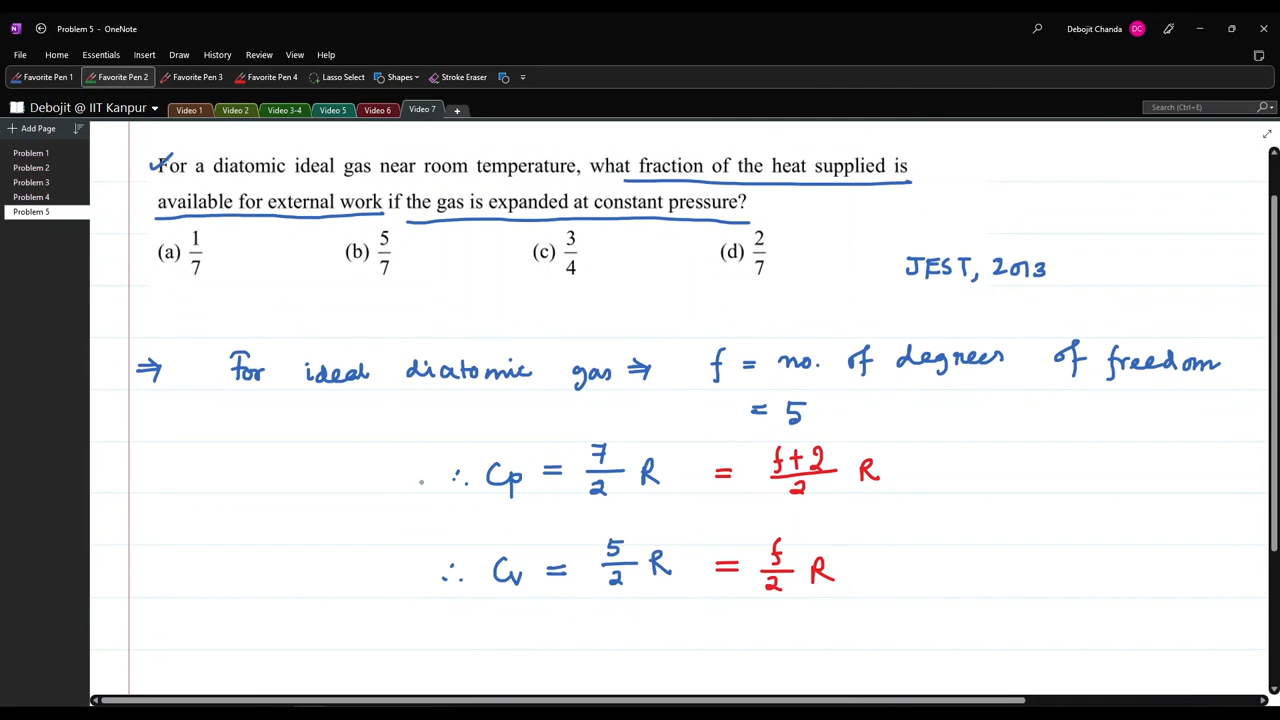 Problem 5 - OneNote
Debojit Chanda DC
File Home Essentials Insert Draw History Review View Help
Favorite Pen 1 Favorite Pen 2 Favorite Pen 3 Favorite Pen 4 Lasso Select Shapes Stroke Eraser
Debojit @ IIT Kanpur Video 1 Video 2 Video 3-4 Video 5 Video 6 Video 7 +
Search (Ctrl+E)
Add Page
Problem 1
Problem 2
Problem 3
Problem 4
Problem 5
For a diatomic ideal gas near room temperature, what fraction of the heat supplied is
available for external work if the gas is expanded at constant pressure?
(a) 1/7 (b) 5/7 (c) 3/4 (d) 2/7
JEST, 2013
⇒ For ideal diatomic gas ⇒ f = no. of degrees of freedom
= 5
∴ Cp = 7/2 R = f+2/2 R
∴ Cv = 5/2 R = f/2 R